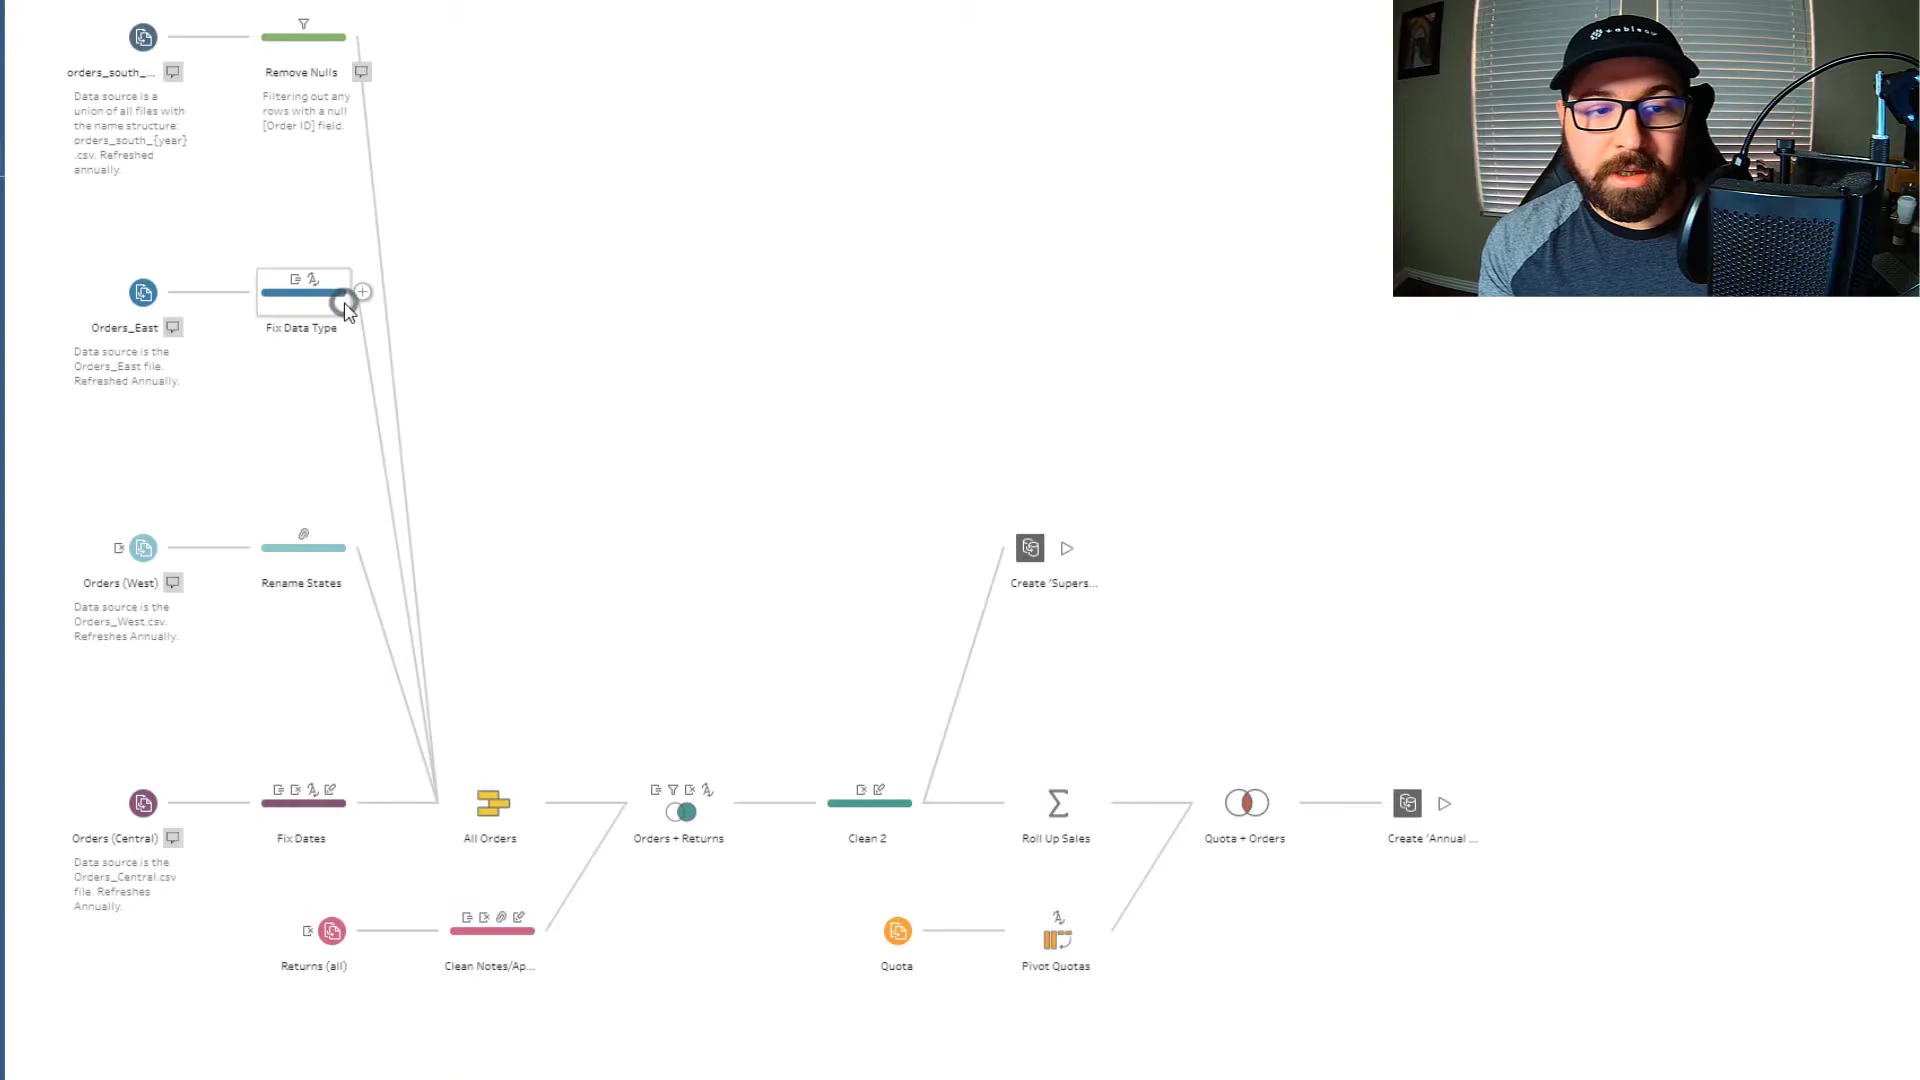 +ableau
orders_south_...
Remove Nulls
Data source is a
union of all files with
the name structure:
orders_south_{year}
.csv. Refreshed
annually.
Filtering out any
rows with a null
[Order ID] field.
Orders_East
Fix Data Type
Data source is the
Orders_East file.
Refreshed Annually.
Orders (West)
Rename States
Create 'Supers...
Data source is the
Orders_West.csv.
Refreshes Annually.
Orders (Central)
Fix Dates
All Orders
Orders + Returns
Clean 2
Roll Up Sales
Quota + Orders
Create 'Annual ...
Data source is the
Orders_Central.csv
file. Refreshes
Annually.
Returns (all)
Clean Notes/Ap...
Quota
Pivot Quotas